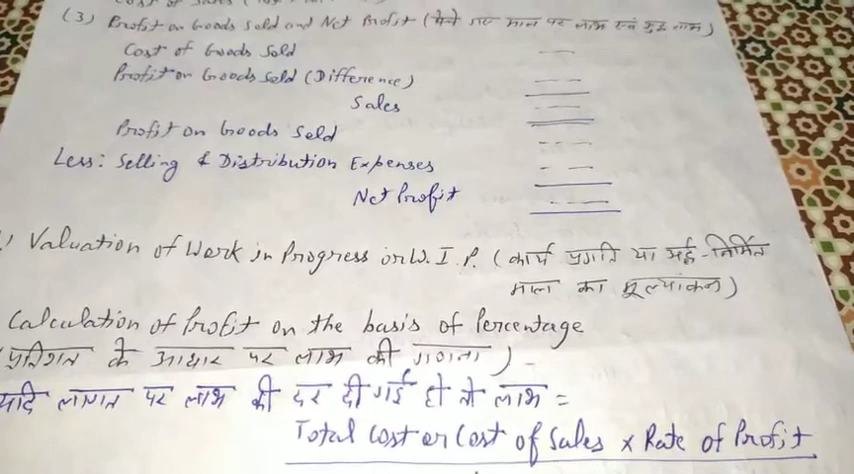 (3) Profit on Goods Sold and Net Profit (बेचे गए माल पर लाभ एवं शुद्ध लाभ)
Cost of Goods Sold ---
Profit on Goods Sold (Difference) ---
Sales ---
Profit on Goods Sold ---
Less: Selling & Distribution Expenses ---
Net Profit ---
Valuation of Work in Progress or W.I.P. (कार्य प्रगति या अर्द्ध-निर्मित
माल का मूल्यांकन)
Calculation of Profit on the basis of Percentage
(प्रतिशत के आधार पर लाभ की गणना)
यदि लागत पर लाभ की दर दी गई हो तो लाभ =
Total Cost or Cost of Sales x Rate of Profit